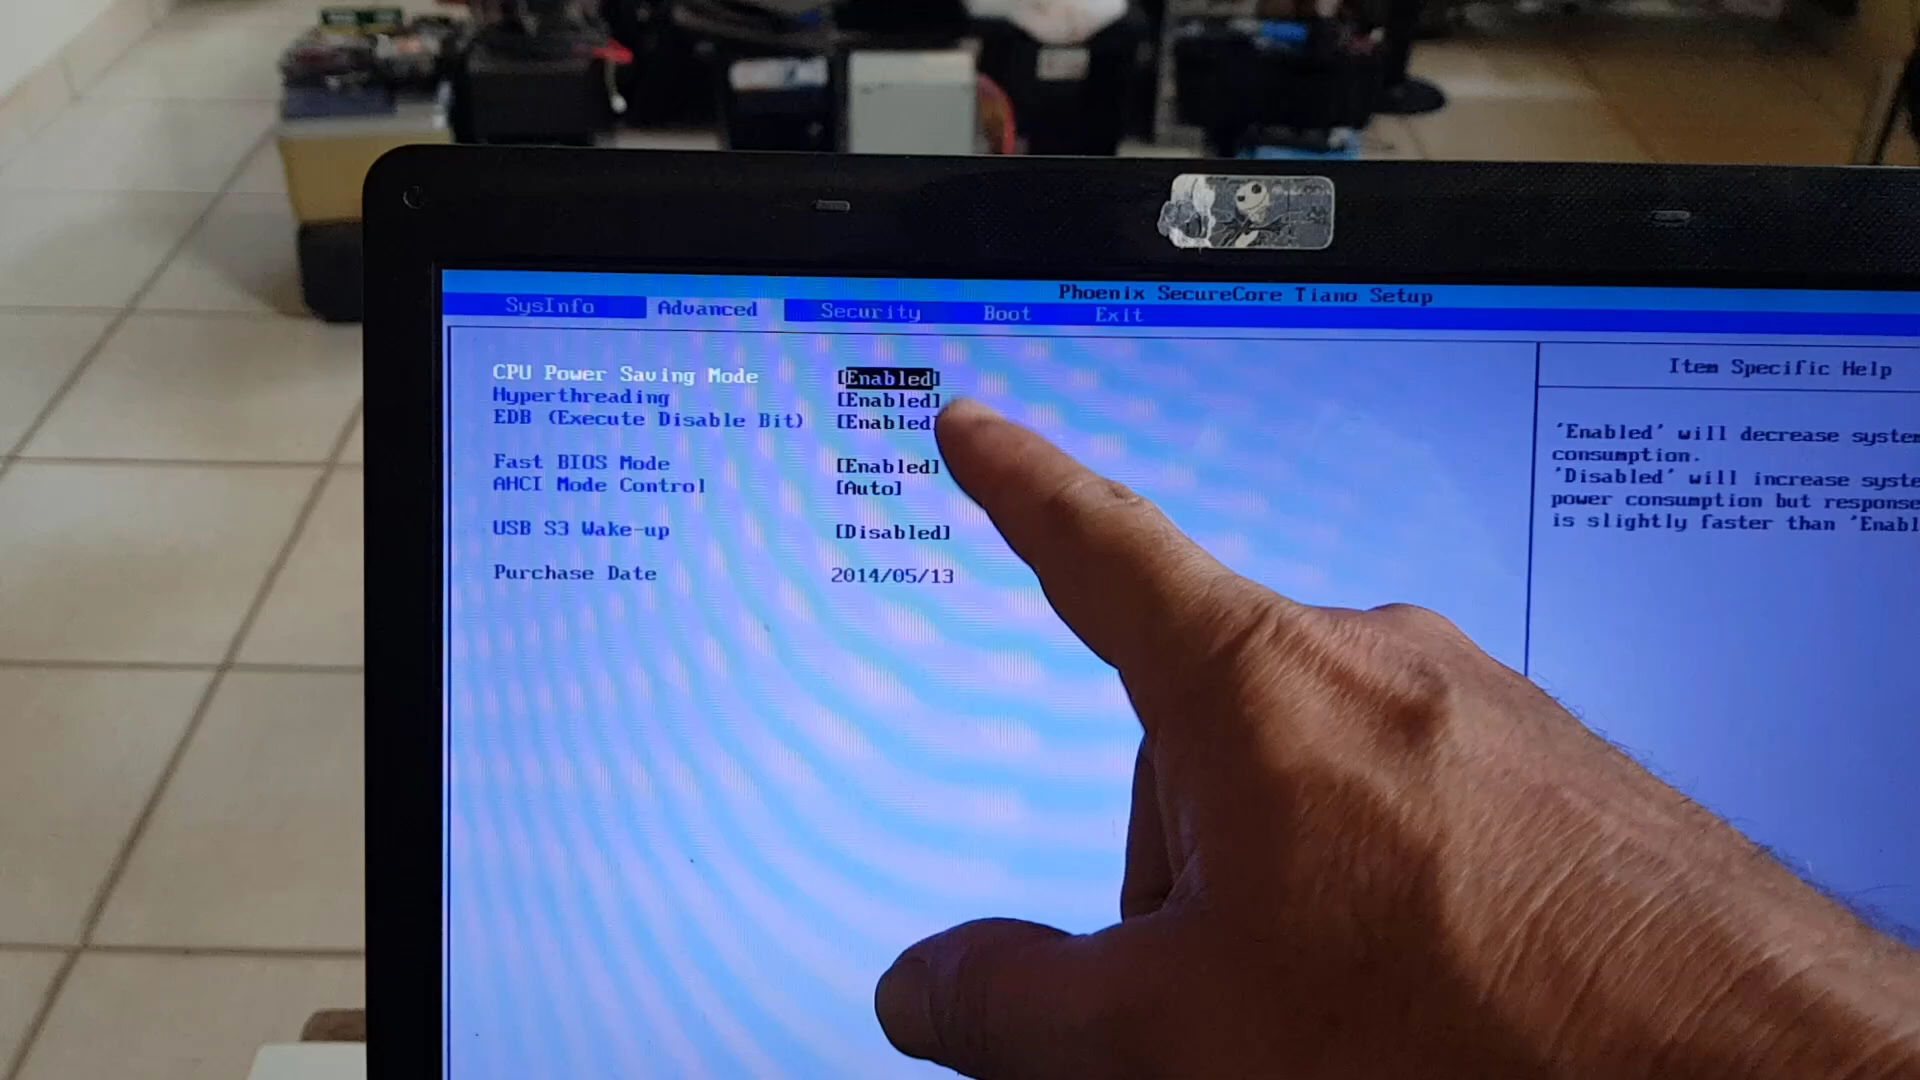 Phoenix SecureCore Tiano Setup
SysInfo Advanced Security Boot Exit
CPU Power Saving Mode [Enabled]
Hyperthreading [Enabled]
EDB (Execute Disable Bit) [Enabled]
Fast BIOS Mode [Enabled]
AHCI Mode Control [Auto]
USB S3 Wake-up [Disabled]
Purchase Date 2014/05/13
Item Specific Help
'Enabled' will decrease system
consumption.
'Disabled' will increase syste
power consumption but response
is slightly faster than 'Enabl